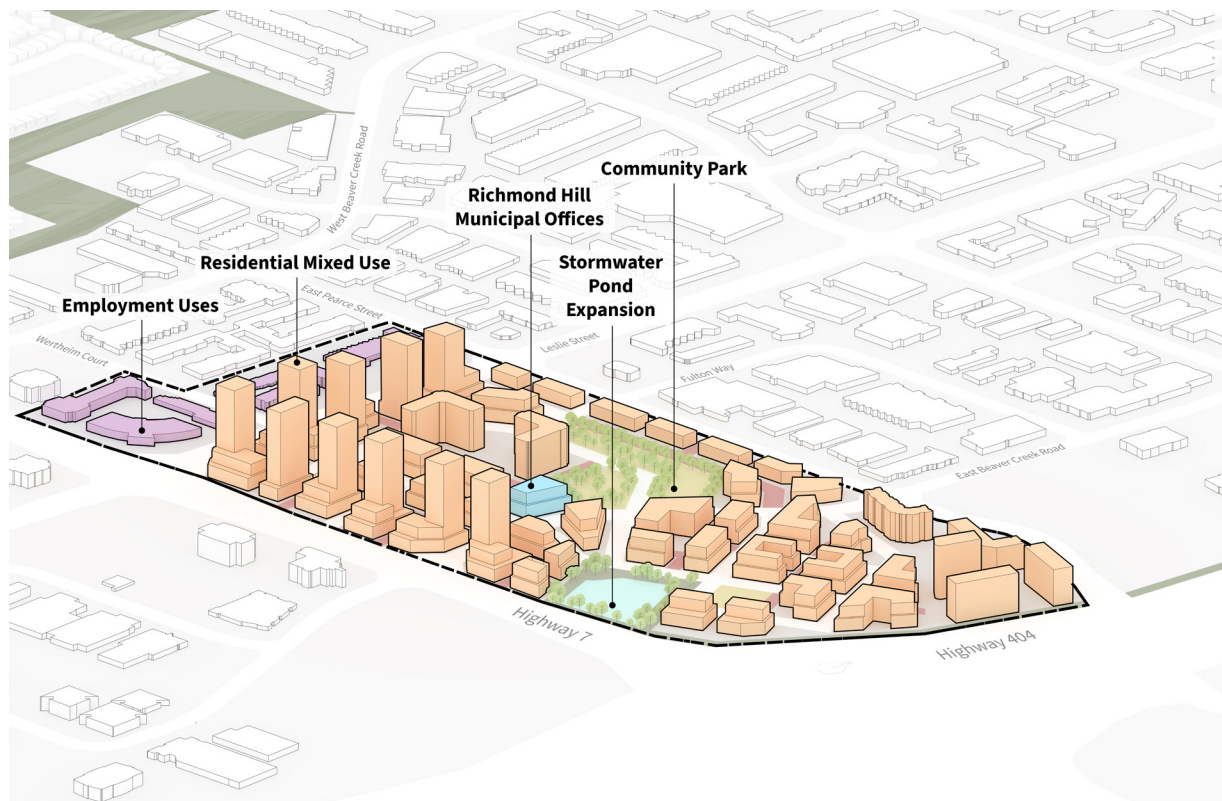 Community Park
Richmond Hill
Municipal Offices
Residential Mixed Use
Stormwater
Pond
Expansion
Employment Uses
West Beaver Creek Road
East Pearce Street
Wertheim Court
Leslie Street
Fulton Way
East Beaver Creek Road
Highway 7
Highway 404